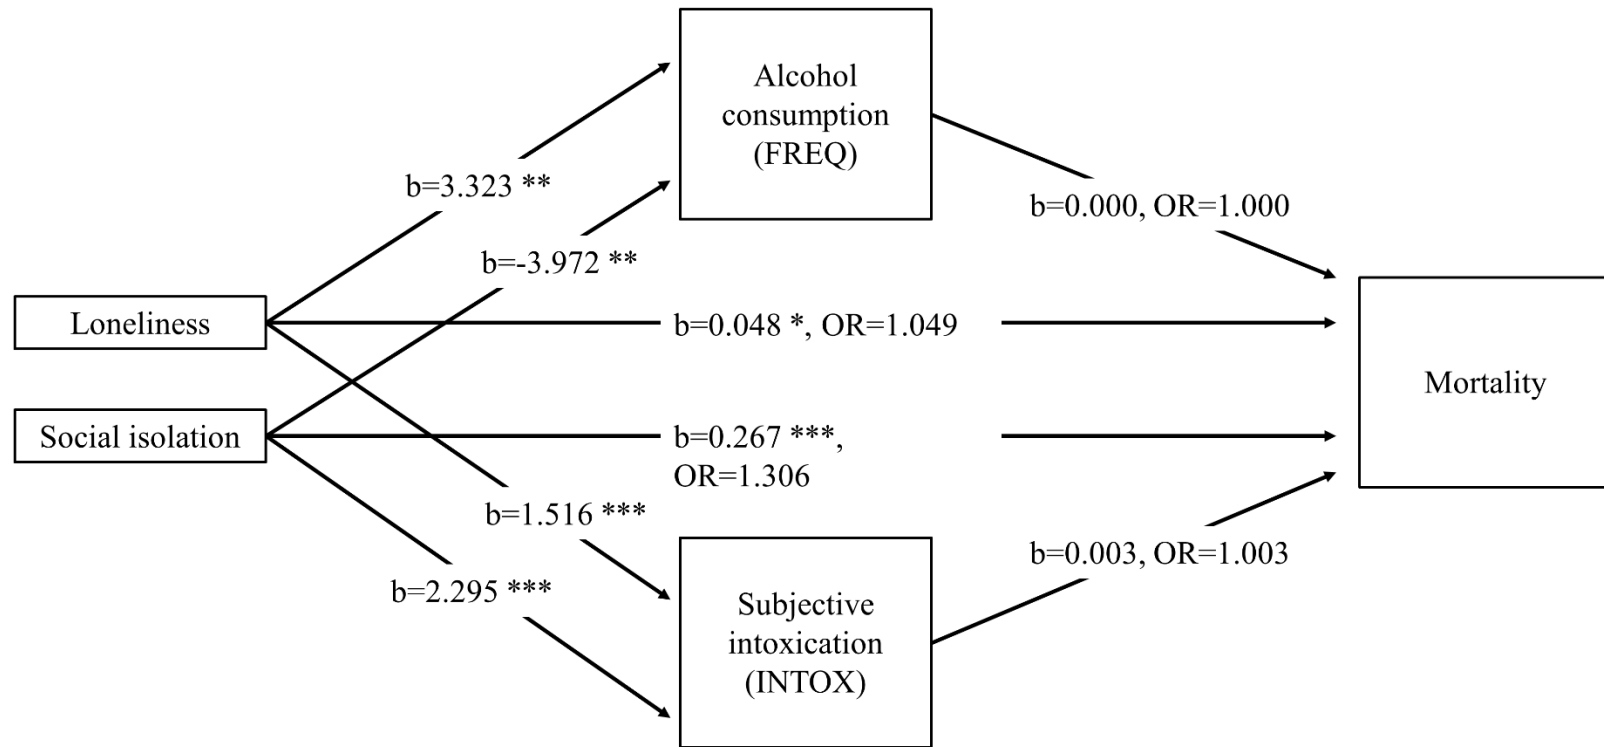 Alcohol
consumption
(FREQ)
b=3.323 **
b=0.000, OR=1.000
b=-3.972 **
Loneliness
b=0.048 *, OR=1.049
Mortality
Social isolation
b=0.267 ***,
OR=1.306
b=1.516 ***
b=0.003, OR=1.003
b=2.295 ***
Subjective
intoxication
(INTOX)